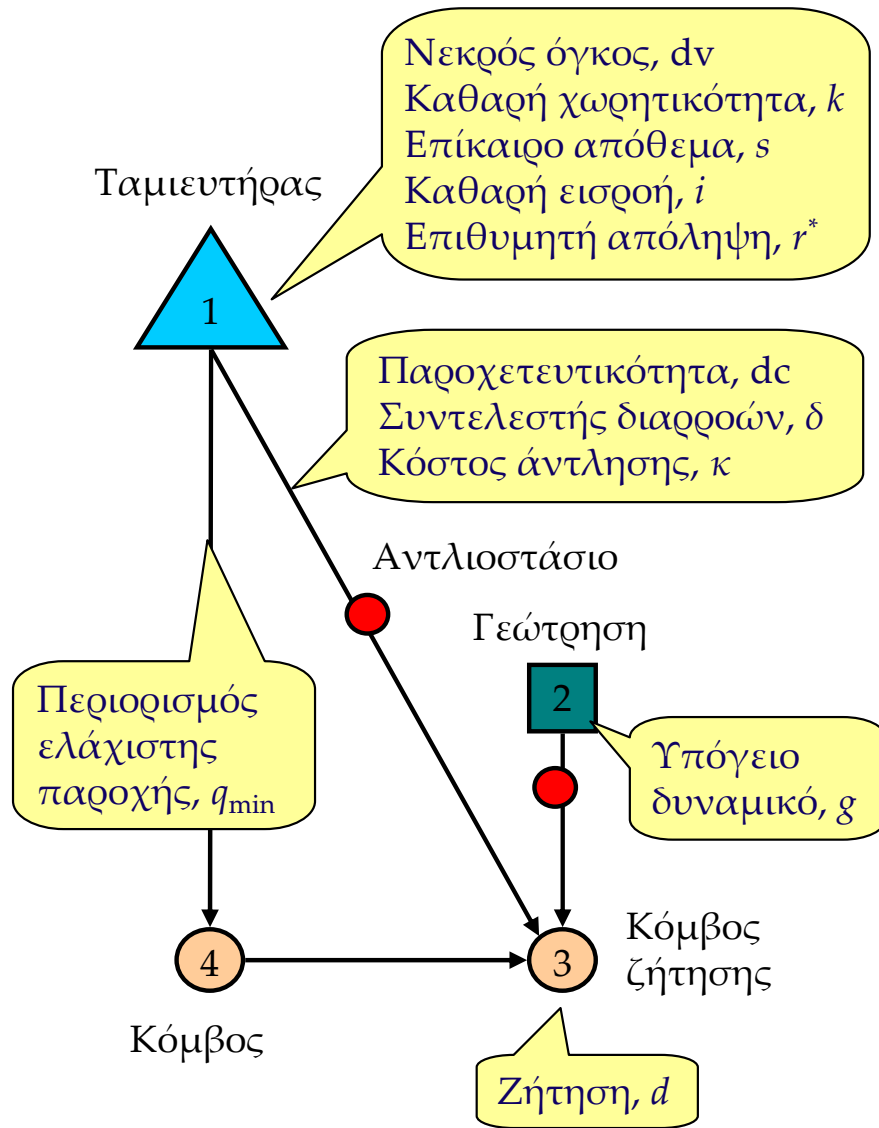 Νεκρός όγκος, dv
Καθαρή χωρητικότητα, k
Επίκαιρο απόθεμα, s
Καθαρή εισροή, i
Επιθυμητή απόληψη, r*
Ταμιευτήρας
1
Παροχετευτικότητα, dc
Συντελεστής διαρροών, δ
Κόστος άντλησης, κ
Αντλιοστάσιο
Γεώτρηση
2
Περιορισμός
ελάχιστης
παροχής, qmin
Υπόγειο
δυναμικό, g
4
3
Κόμβος
ζήτησης
Κόμβος
Ζήτηση, d